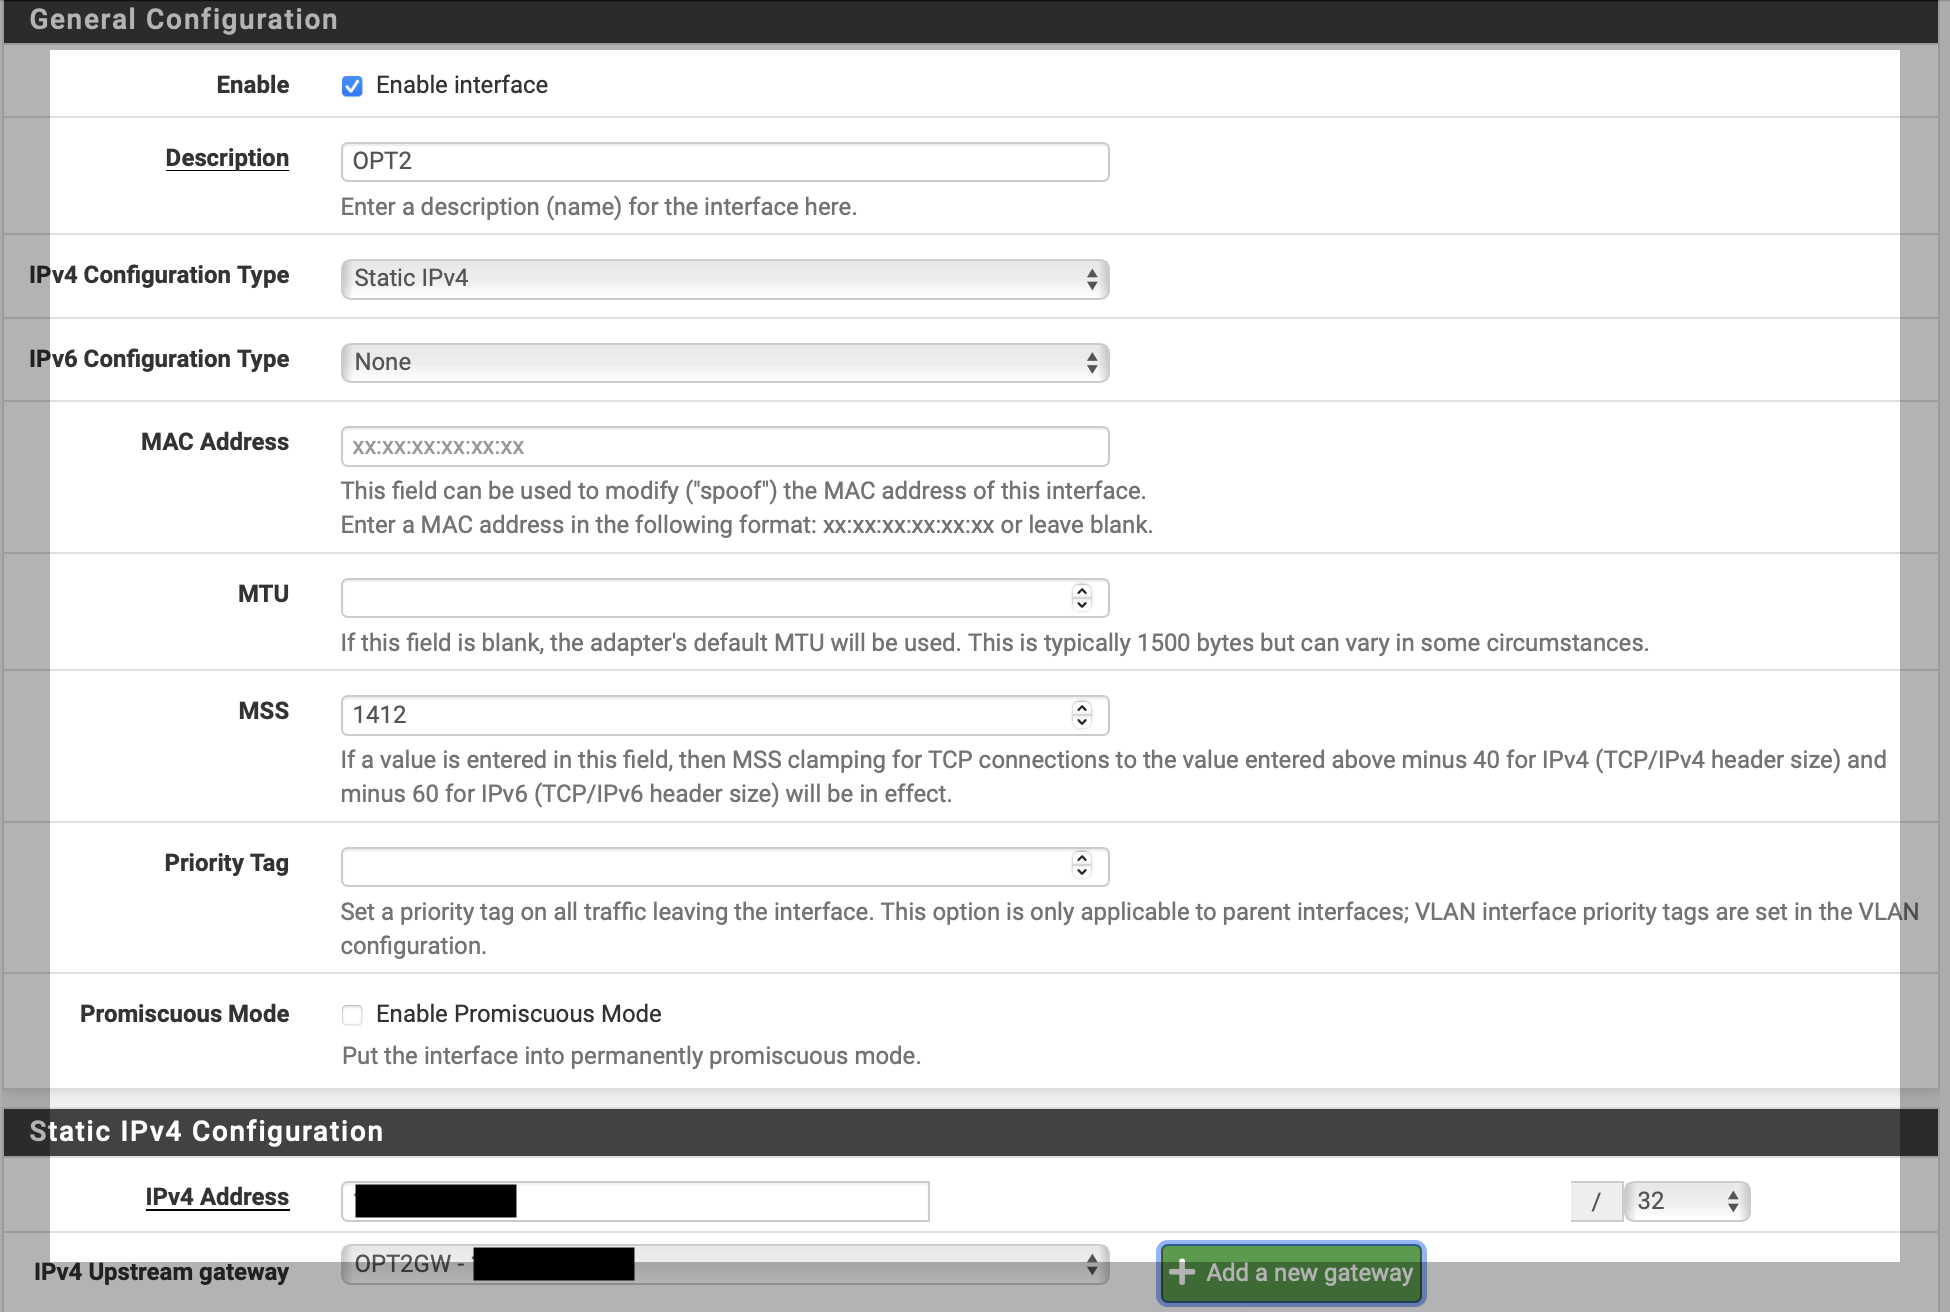 General Configuration
Enable Enable interface
Description OPT2
Enter a description (name) for the interface here.
IPv4 Configuration Type Static IPv4
IPv6 Configuration Type None
MAC Address xx:xx:xx:xx:xx:xx
This field can be used to modify ("spoof") the MAC address of this interface.
Enter a MAC address in the following format: xx:xx:xx:xx:xx:xx or leave blank.
MTU
If this field is blank, the adapter's default MTU will be used. This is typically 1500 bytes but can vary in some circumstances.
MSS 1412
If a value is entered in this field, then MSS clamping for TCP connections to the value entered above minus 40 for IPv4 (TCP/IPv4 header size) and
minus 60 for IPv6 (TCP/IPv6 header size) will be in effect.
Priority Tag
Set a priority tag on all traffic leaving the interface. This option is only applicable to parent interfaces; VLAN interface priority tags are set in the VLAN
configuration.
Promiscuous Mode Enable Promiscuous Mode
Put the interface into permanently promiscuous mode.
Static IPv4 Configuration
IPv4 Address / 32
IPv4 Upstream gateway OPT2GW - Add a new gateway